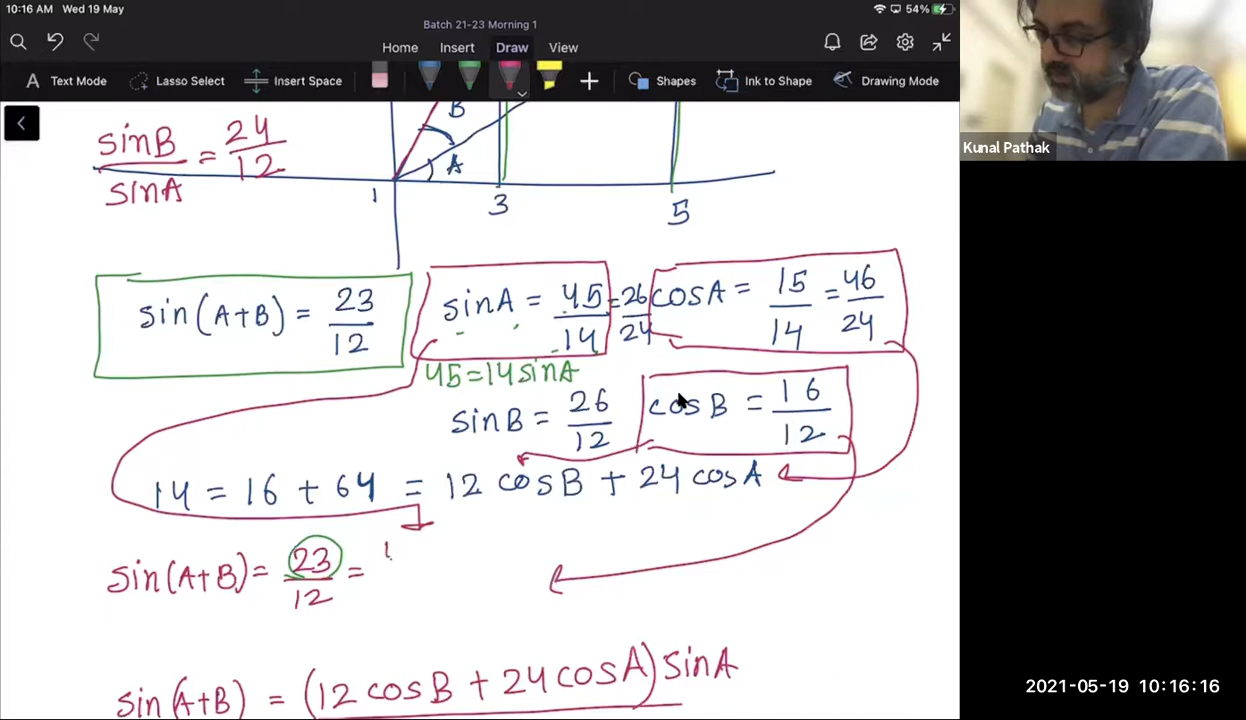 10:16 AM Wed 19 May
54%
Batch 21-23 Morning 1
Home Insert Draw View
Text Mode Lasso Select Insert Space Shapes Ink to Shape Drawing Mode
Kunal Pathak
B
A
1 3 5
sinB/sinA = 24/12
sin(A+B) = 23/12
sinA = 45/14 = 26/24
cosA = 15/14 = 46/24
45=14sinA
sinB = 26/12
cosB = 16/12
14 = 16 + 64 = 12 cosB + 24 cosA
sin(A+B) = 23/12 =
sin(A+B) = (12 cosB + 24 cosA) sinA
2021-05-19 10:16:16